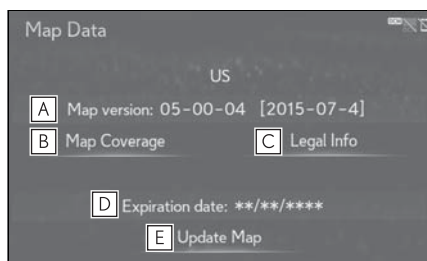 Map Data
US
A Map version: 05-00-04 [2015-07-4]
B Map Coverage C Legal Info
D Expiration date: **/**/****
E Update Map